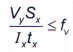 VySx / Ixtx ≤ fv